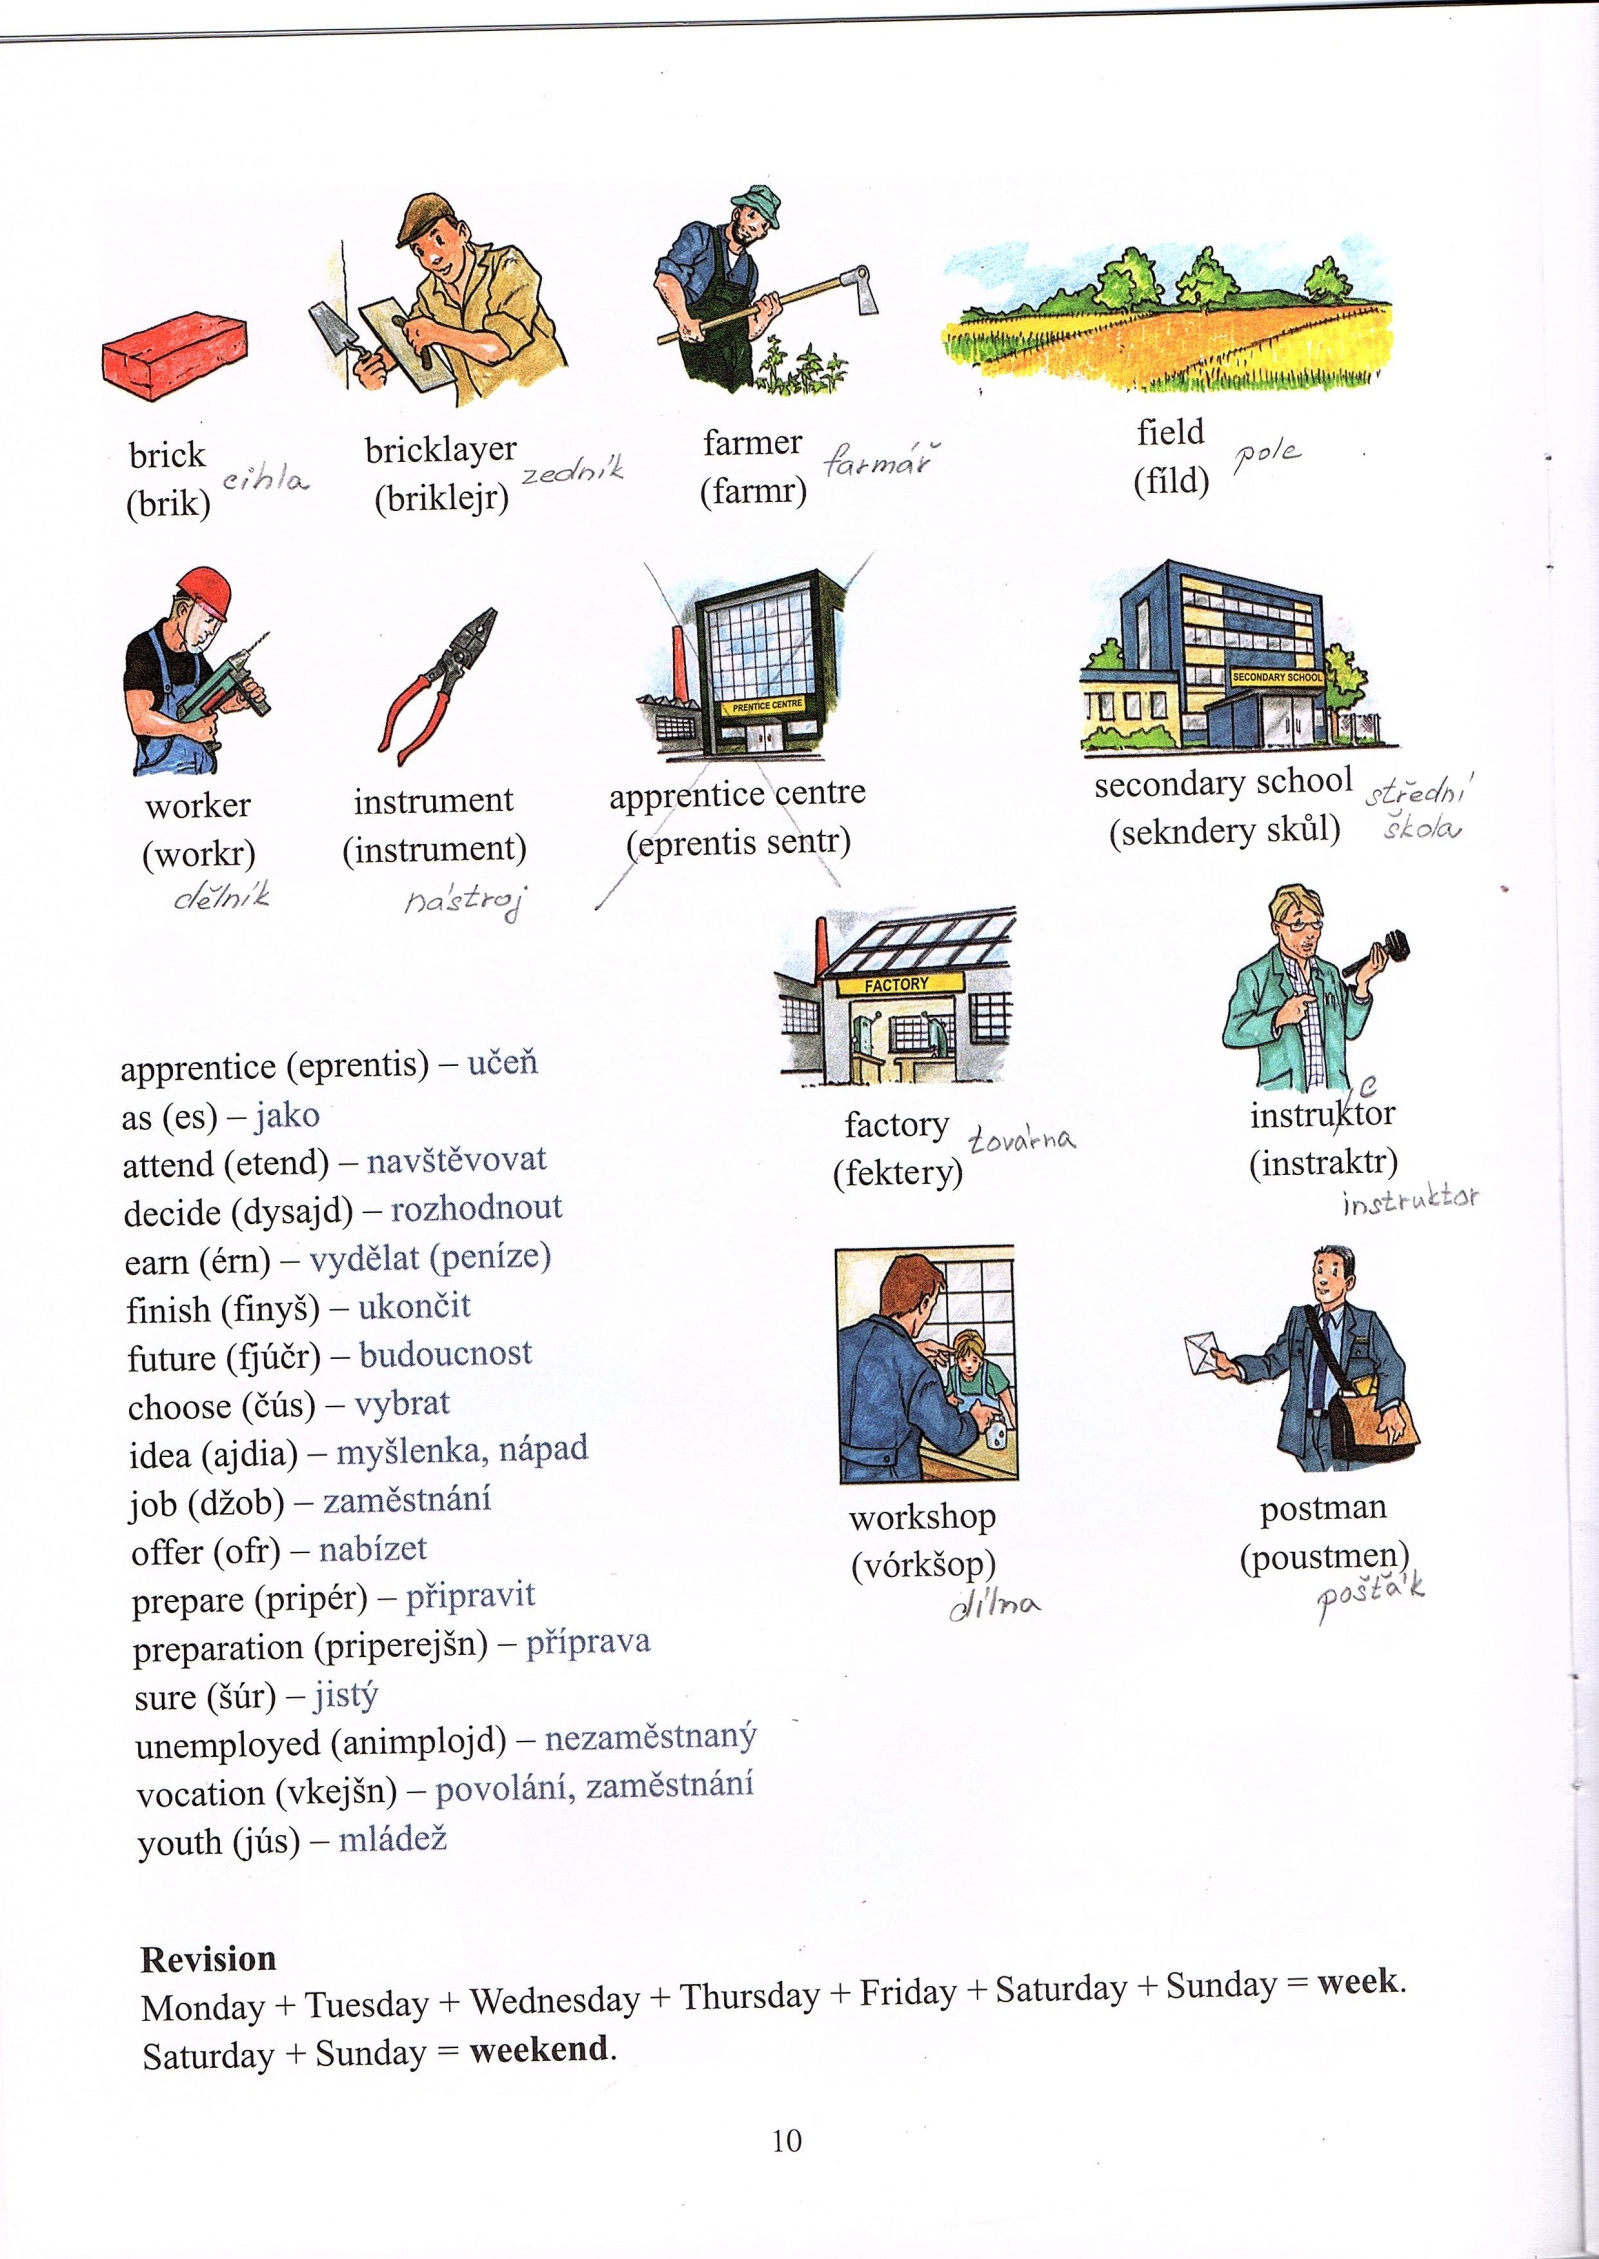 brick
(brik)
cihla
bricklayer
(briklejr)
zedník
farmer
(farmr)
farmář
field
(fíld)
pole
worker
(workr)
dělník
instrument
(instrument)
nástroj
PRENTICE CENTRE
apprentice centre
(eprentis sentr)
SECONDARY SCHOOL
secondary school
(sekndery skůl)
střední
škola
FACTORY
factory
(fektery)
továrna
c
instruktor
(instraktr)
instruktor
workshop
(vórkšop)
dílna
postman
(poustmen)
pošťák
apprentice (eprentis) – učeň
as (es) – jako
attend (etend) – navštěvovat
decide (dysajd) – rozhodnout
earn (érn) – vydělat (peníze)
finish (finyš) – ukončit
future (fjúčr) – budoucnost
choose (čús) – vybrat
idea (ajdia) – myšlenka, nápad
job (džob) – zaměstnání
offer (ofr) – nabízet
prepare (pripér) – připravit
preparation (priperejšn) – příprava
sure (šúr) – jistý
unemployed (animplojd) – nezaměstnaný
vocation (vkejšn) – povolání, zaměstnání
youth (jús) – mládež
Revision
Monday + Tuesday + Wednesday + Thursday + Friday + Saturday + Sunday = week.
Saturday + Sunday = weekend.
10